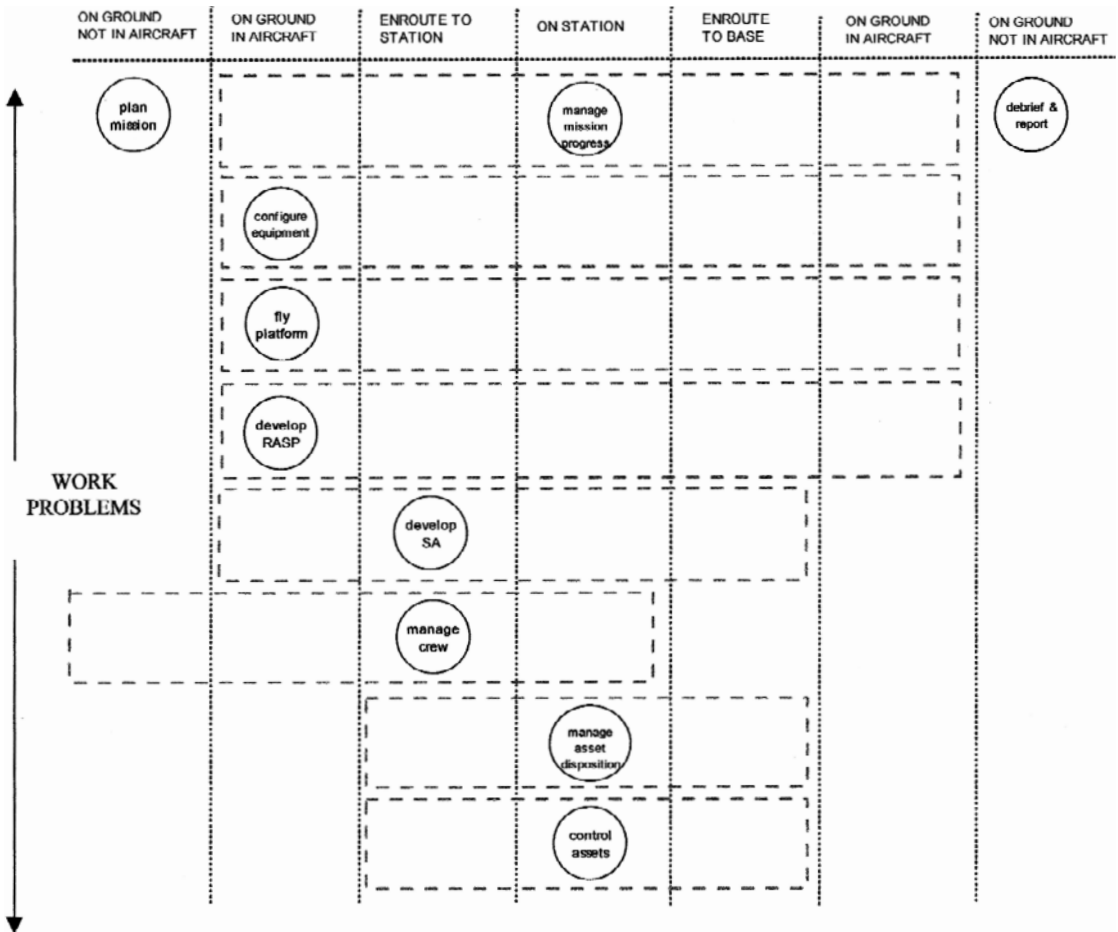 ON GROUND
NOT IN AIRCRAFT
ON GROUND
IN AIRCRAFT
ENROUTE TO
STATION
ON STATION
ENROUTE
TO BASE
ON GROUND
IN AIRCRAFT
ON GROUND
NOT IN AIRCRAFT
plan
mission
manage
mission
progress
debrief &
report
configure
equipment
fly
platform
develop
RASP
WORK
PROBLEMS
develop
SA
manage
crew
manage
asset
disposition
control
assets